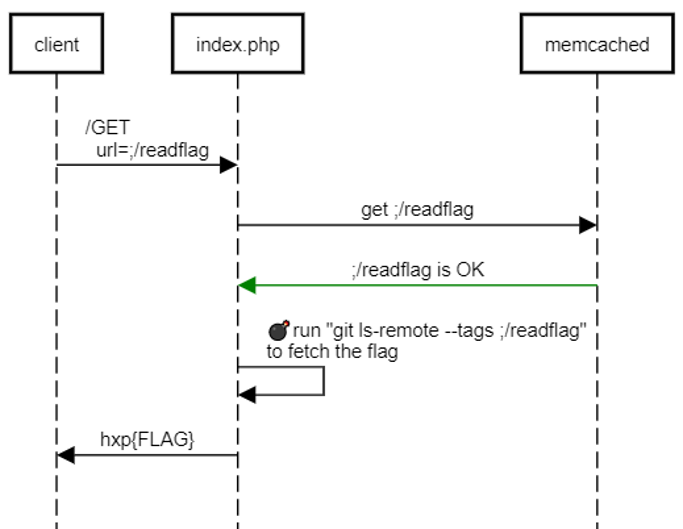 client
index.php
memcached
/GET
url=;/readflag
get ;/readflag
;/readflag is OK
💣 run "git ls-remote --tags ;/readflag"
to fetch the flag
hxp{FLAG}